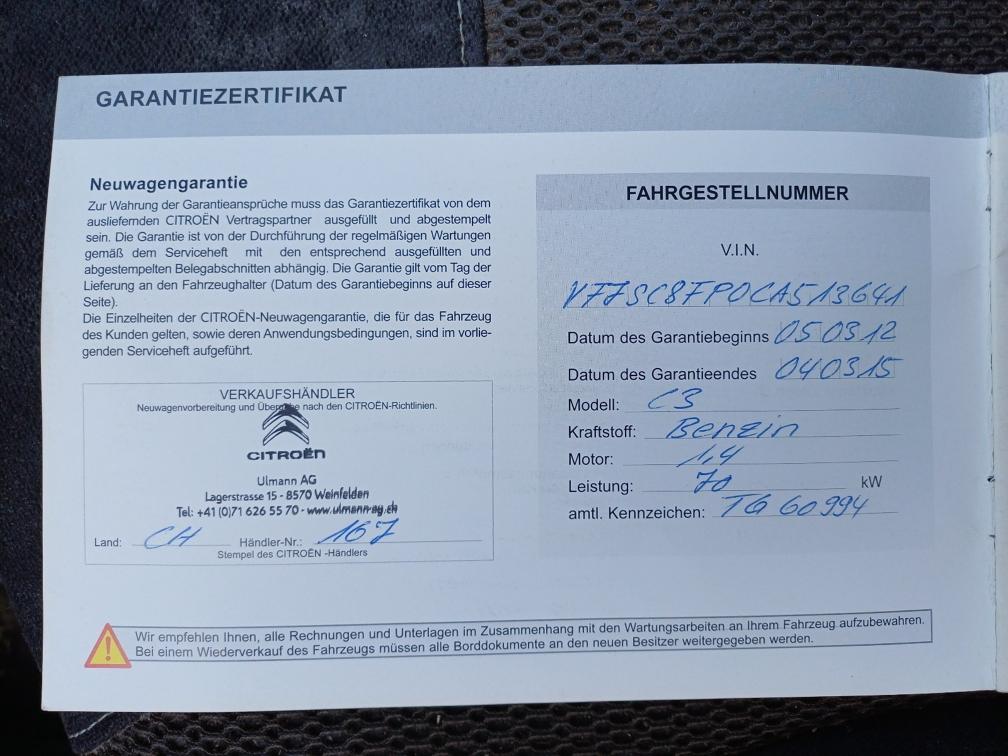 GARANTIEZERTIFIKAT
Neuwagengarantie
Zur Wahrung der Garantieansprüche muss das Garantiezertifikat von dem
ausliefernden CITROËN Vertragspartner ausgefüllt und abgestempelt
sein. Die Garantie ist von der Durchführung der regelmäßigen Wartungen
gemäß dem Serviceheft mit den entsprechend ausgefüllten und
abgestempelten Belegabschnitten abhängig. Die Garantie gilt vom Tag der
Lieferung an den Fahrzeughalter (Datum des Garantiebeginns auf dieser
Seite).
Die Einzelheiten der CITROËN-Neuwagengarantie, die für das Fahrzeug
des Kunden gelten, sowie deren Anwendungsbedingungen, sind im vorlie-
genden Serviceheft aufgeführt.
VERKAUFSHÄNDLER
Neuwagenvorbereitung und Übergabe nach den CITROËN-Richtlinien.
CITROËN
Ulmann AG
Lagerstrasse 15 - 8570 Weinfelden
Tel: +41 (0)71 626 55 70 - www.ulmann-ag.ch
Land: CH Händler-Nr.: 167
Stempel des CITROËN -Händlers
FAHRGESTELLNUMMER
V.I.N.
VF7SC8FP0CA513641
Datum des Garantiebeginns 05 03 12
Datum des Garantieendes 04 03 15
Modell: C3
Kraftstoff: Benzin
Motor: 1,4
Leistung: 70 kW
amtl. Kennzeichen: TG 60994
Wir empfehlen Ihnen, alle Rechnungen und Unterlagen im Zusammenhang mit den Wartungsarbeiten an Ihrem Fahrzeug aufzubewahren.
Bei einem Wiederverkauf des Fahrzeugs müssen alle Borddokumente an den neuen Besitzer weitergegeben werden.